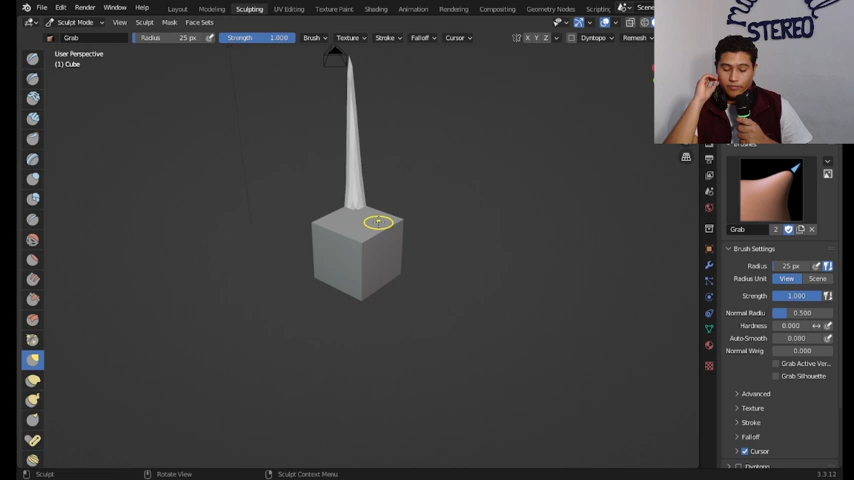 File Edit Render Window Help Layout Modeling Sculpting UV Editing Texture Paint Shading Animation Rendering Compositing Geometry Nodes Scripting
Sculpt Mode View Sculpt Mask Face Sets
Grab Radius 25 px Strength 1.000 Brush Texture Stroke Falloff Cursor X Y Z Dyntopo Remesh
STEREO
User Perspective
(1) Cube
Brushes
Grab 2
Brush Settings
Radius 25 px
Radius Unit View Scene
Strength 1.000
Normal Radiu 0.500
Hardness 0.000
Auto-Smooth 0.000
Normal Weig 0.000
Grab Active Ver...
Grab Silhouette
Advanced
Texture
Stroke
Falloff
Cursor
Dyntopo
Sculpt Rotate View Sculpt Context Menu 3.3.12